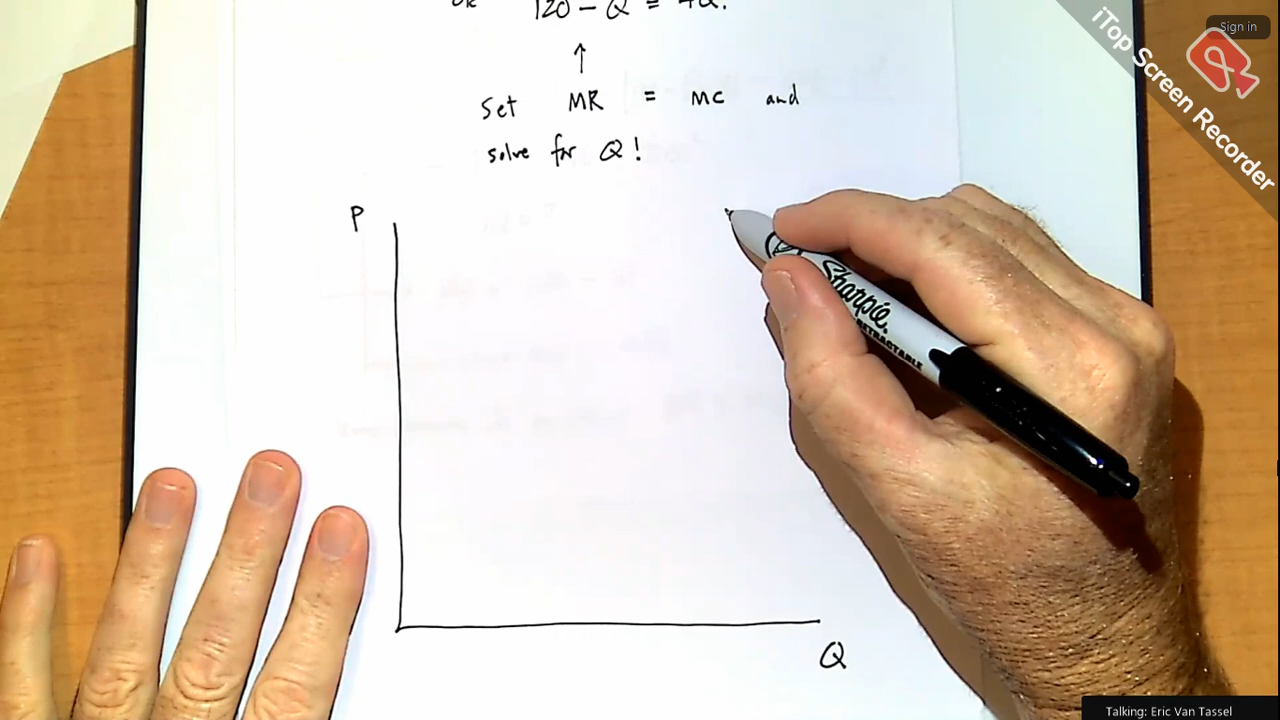 120 - Q = 4Q.
↑
Set MR = MC and
solve for Q!
P
Q
Sharpie.
RETRACTABLE
iTop Screen Recorder
Sign in
Talking: Eric Van Tassel